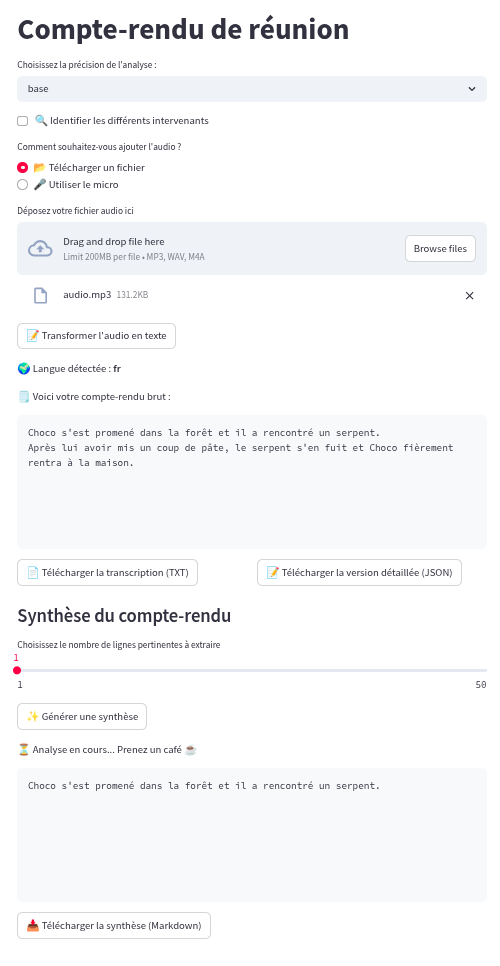 Compte-rendu de réunion
Choisissez la précision de l'analyse :
base
🔍 Identifier les différents intervenants
Comment souhaitez-vous ajouter l'audio ?
📂 Télécharger un fichier
🎤 Utiliser le micro
Déposez votre fichier audio ici
Drag and drop file here
Limit 200MB per file • MP3, WAV, M4A
Browse files
audio.mp3 131.2KB
📝 Transformer l'audio en texte
🌍 Langue détectée : fr
🗒️ Voici votre compte-rendu brut :
Choco s'est promené dans la forêt et il a rencontré un serpent.
Après lui avoir mis un coup de pâte, le serpent s'en fuit et Choco fièrement
rentra à la maison.
📄 Télécharger la transcription (TXT)
📝 Télécharger la version détaillée (JSON)
Synthèse du compte-rendu
Choisissez le nombre de lignes pertinentes à extraire
1
1
50
✨ Générer une synthèse
⏳ Analyse en cours... Prenez un café ☕
Choco s'est promené dans la forêt et il a rencontré un serpent.
📥 Télécharger la synthèse (Markdown)